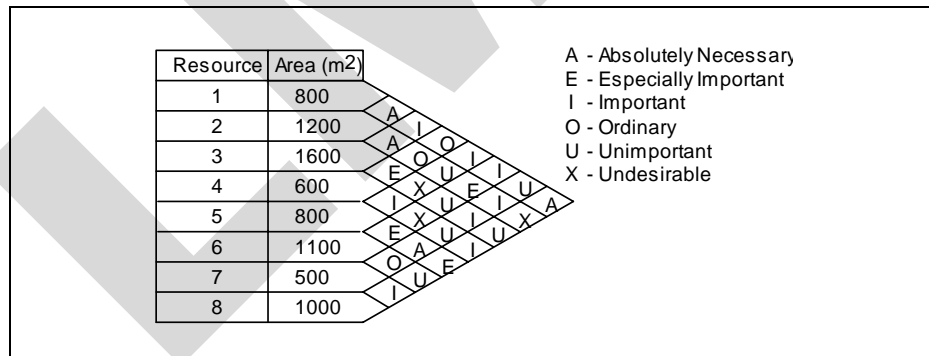 Resource Area (m2)
1 800
2 1200
3 1600
4 600
5 800
6 1100
7 500
8 1000
A
I
A O
O I
E U I
X E U
I U I A
X I X
E U U
A I
O E
U
I
A - Absolutely Necessary
E - Especially Important
I - Important
O - Ordinary
U - Unimportant
X - Undesirable